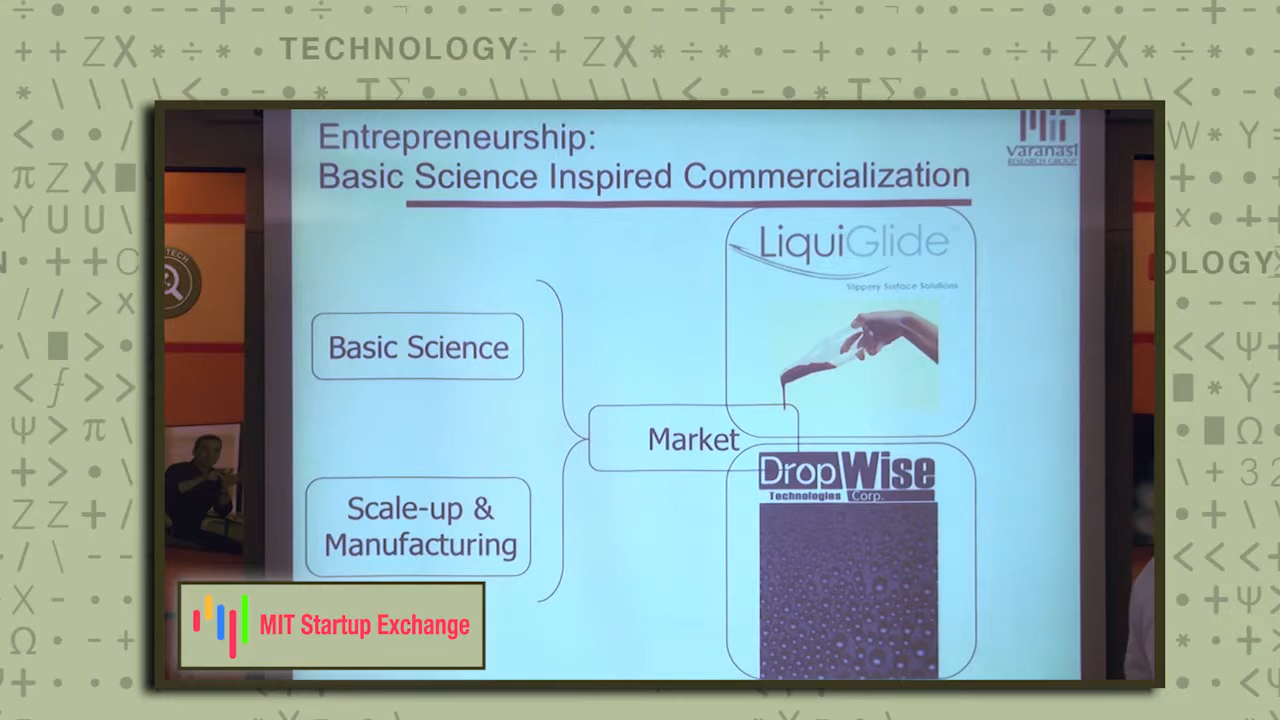 TECHNOLOGY
Entrepreneurship:
Basic Science Inspired Commercialization
MIT
varanasi
RESEARCH GROUP
LiquiGlide
Slippery Surface Solutions
Basic Science
Market
DropWise
Technologies Corp.
Scale-up &
Manufacturing
MIT Startup Exchange
OLOGY
TECH